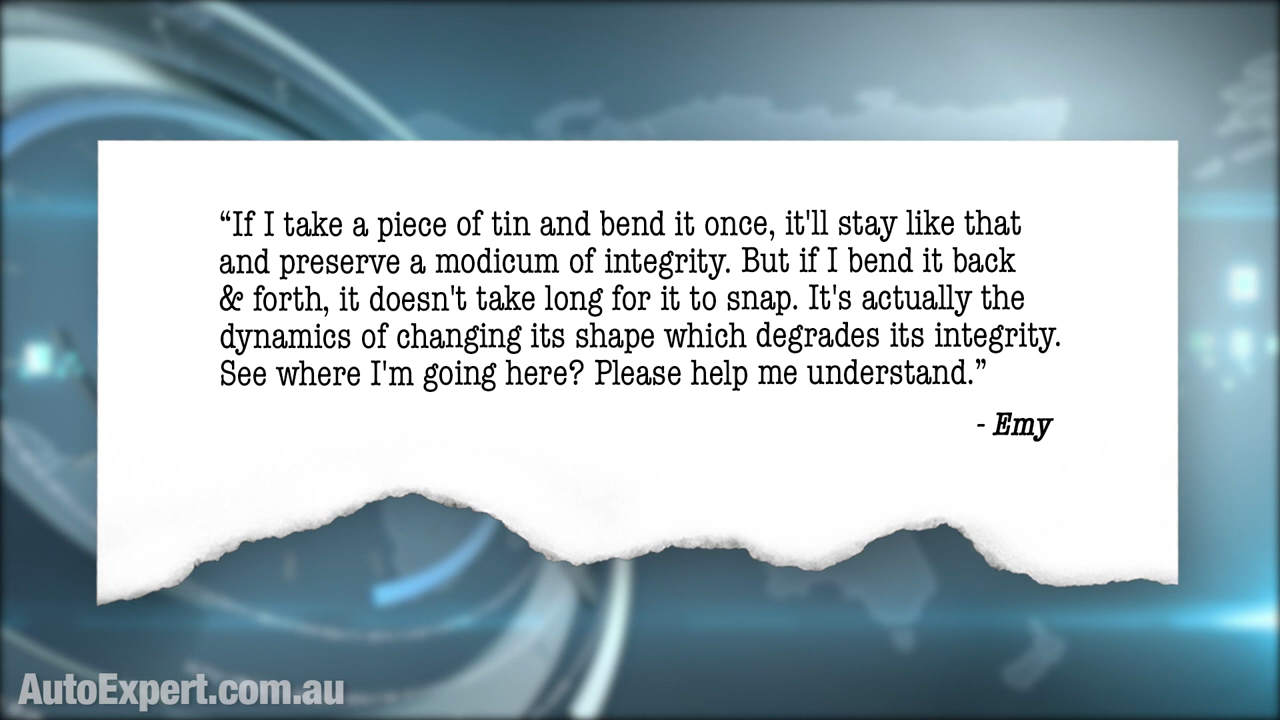 “If I take a piece of tin and bend it once, it'll stay like that
and preserve a modicum of integrity. But if I bend it back
& forth, it doesn't take long for it to snap. It's actually the
dynamics of changing its shape which degrades its integrity.
See where I'm going here? Please help me understand.”
- Emy
AutoExpert.com.au